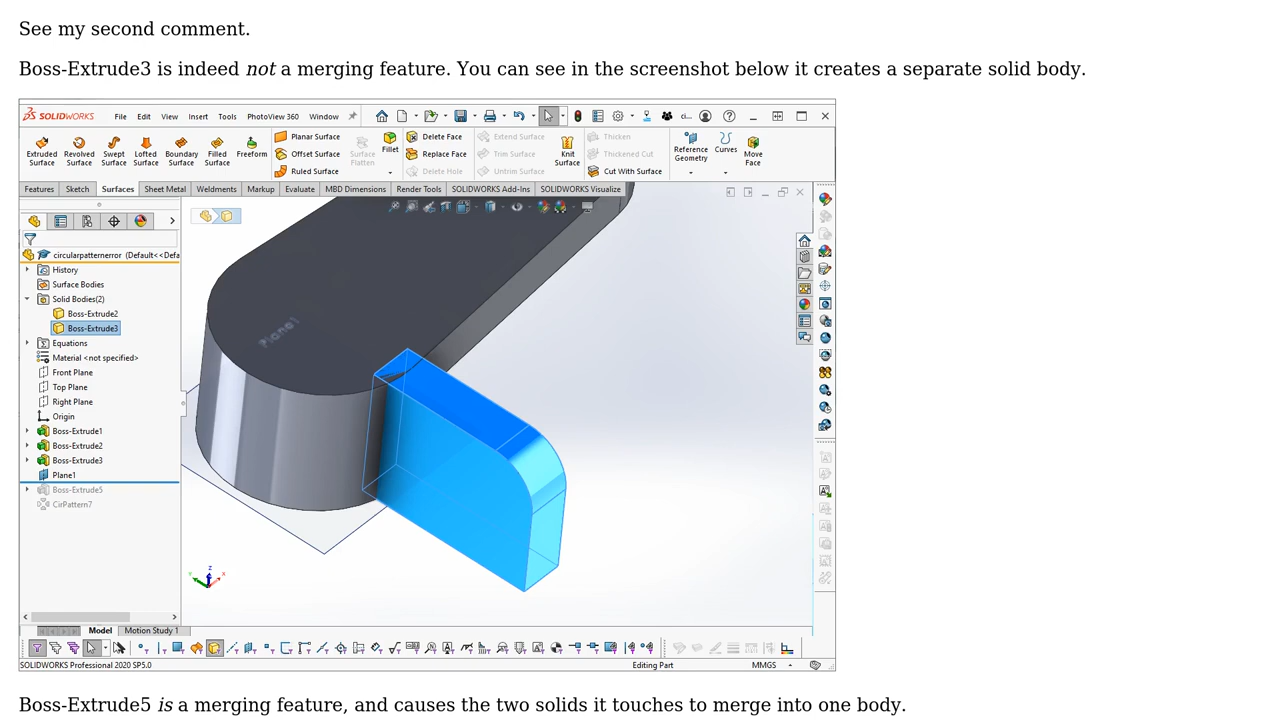 See my second comment.
Boss-Extrude3 is indeed not a merging feature. You can see in the screenshot below it creates a separate solid body.
SOLIDWORKS File Edit View Insert Tools PhotoView 360 Window
Extruded Surface Revolved Surface Swept Surface Lofted Surface Boundary Surface Filled Surface Freeform
Planar Surface
Offset Surface
Ruled Surface
Surface Flatten
Fillet
Delete Face
Replace Face
Delete Hole
Extend Surface
Trim Surface
Untrim Surface
Knit Surface
Thicken
Thickened Cut
Cut With Surface
Reference Geometry
Curves
Move Face
Features Sketch Surfaces Sheet Metal Weldments Markup Evaluate MBD Dimensions Render Tools SOLIDWORKS Add-Ins SOLIDWORKS Visualize
circularpatternerror (Default<<Defa
History
Surface Bodies
Solid Bodies(2)
Boss-Extrude2
Boss-Extrude3
Equations
Material <not specified>
Front Plane
Top Plane
Right Plane
Origin
Boss-Extrude1
Boss-Extrude2
Boss-Extrude3
Plane1
Boss-Extrude5
CirPattern7
Plane1
Model Motion Study 1
SOLIDWORKS Professional 2020 SP5.0 Editing Part MMGS
Boss-Extrude5 is a merging feature, and causes the two solids it touches to merge into one body.